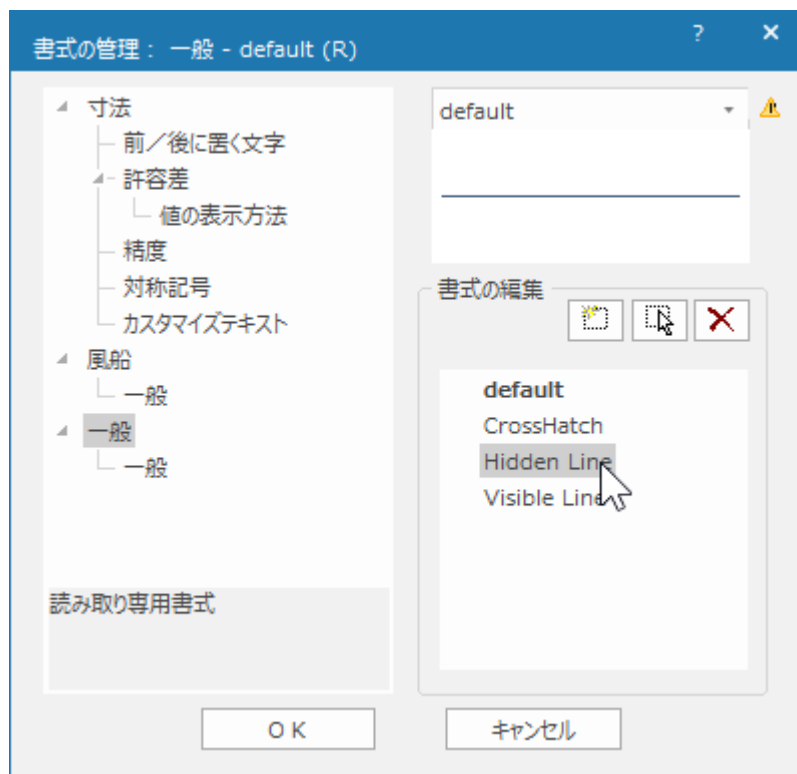 書式の管理： 一般 - default (R)
?
寸法
前／後に置く文字
許容差
値の表示方法
精度
対称記号
カスタマイズテキスト
風船
一般
一般
一般
読み取り専用書式
default
書式の編集
default
CrossHatch
Hidden Line
Visible Line
O K
キャンセル